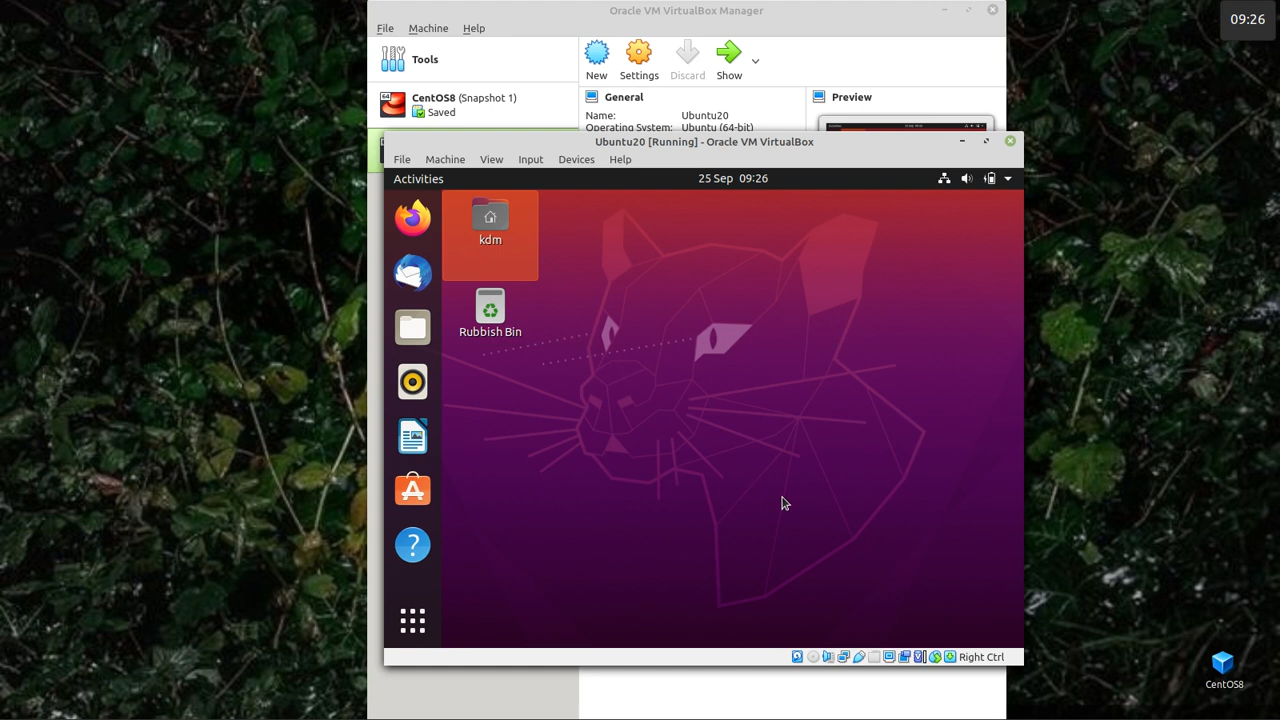 Oracle VM VirtualBox Manager
09:26
File Machine Help
Tools
New Settings Discard Show
CentOS8 (Snapshot 1)
Saved
General
Preview
Name: Ubuntu20
Operating System: Ubuntu (64-bit)
Ubuntu20 [Running] - Oracle VM VirtualBox
File Machine View Input Devices Help
Activities
25 Sep 09:26
kdm
Rubbish Bin
Right Ctrl
CentOS8